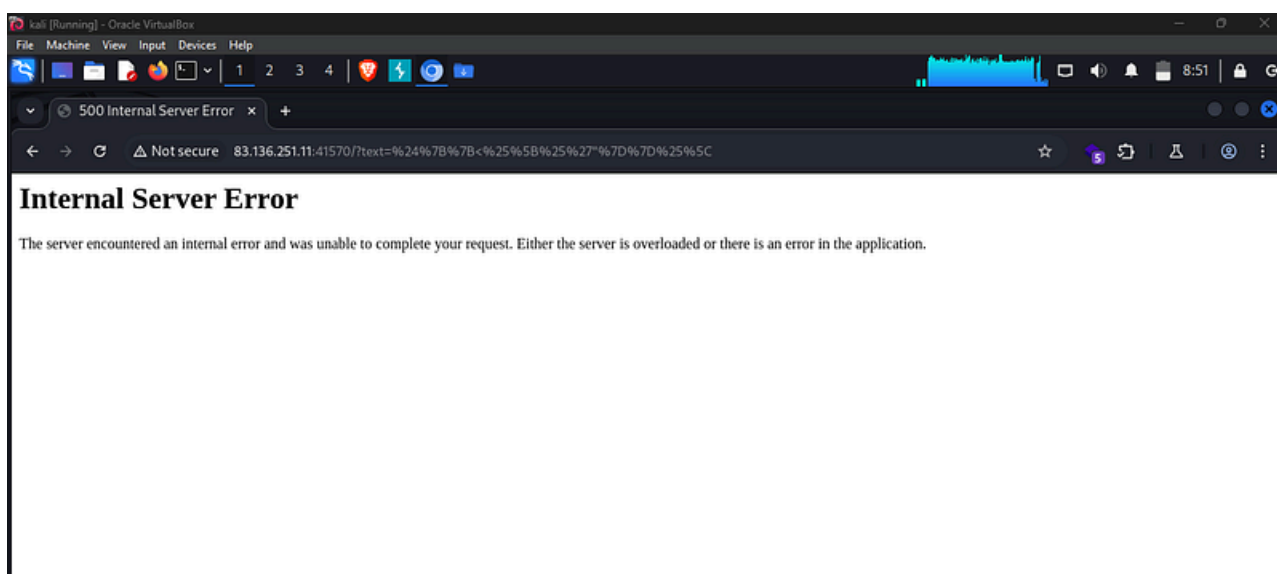 kali [Running] - Oracle VirtualBox
File Machine View Input Devices Help
1 2 3 4
8:51
500 Internal Server Error
Not secure 83.136.251.11:41570/?text=%24%7B%7B<%25%5B%25%27"%7D%7D%25%5C
5
Internal Server Error
The server encountered an internal error and was unable to complete your request. Either the server is overloaded or there is an error in the application.